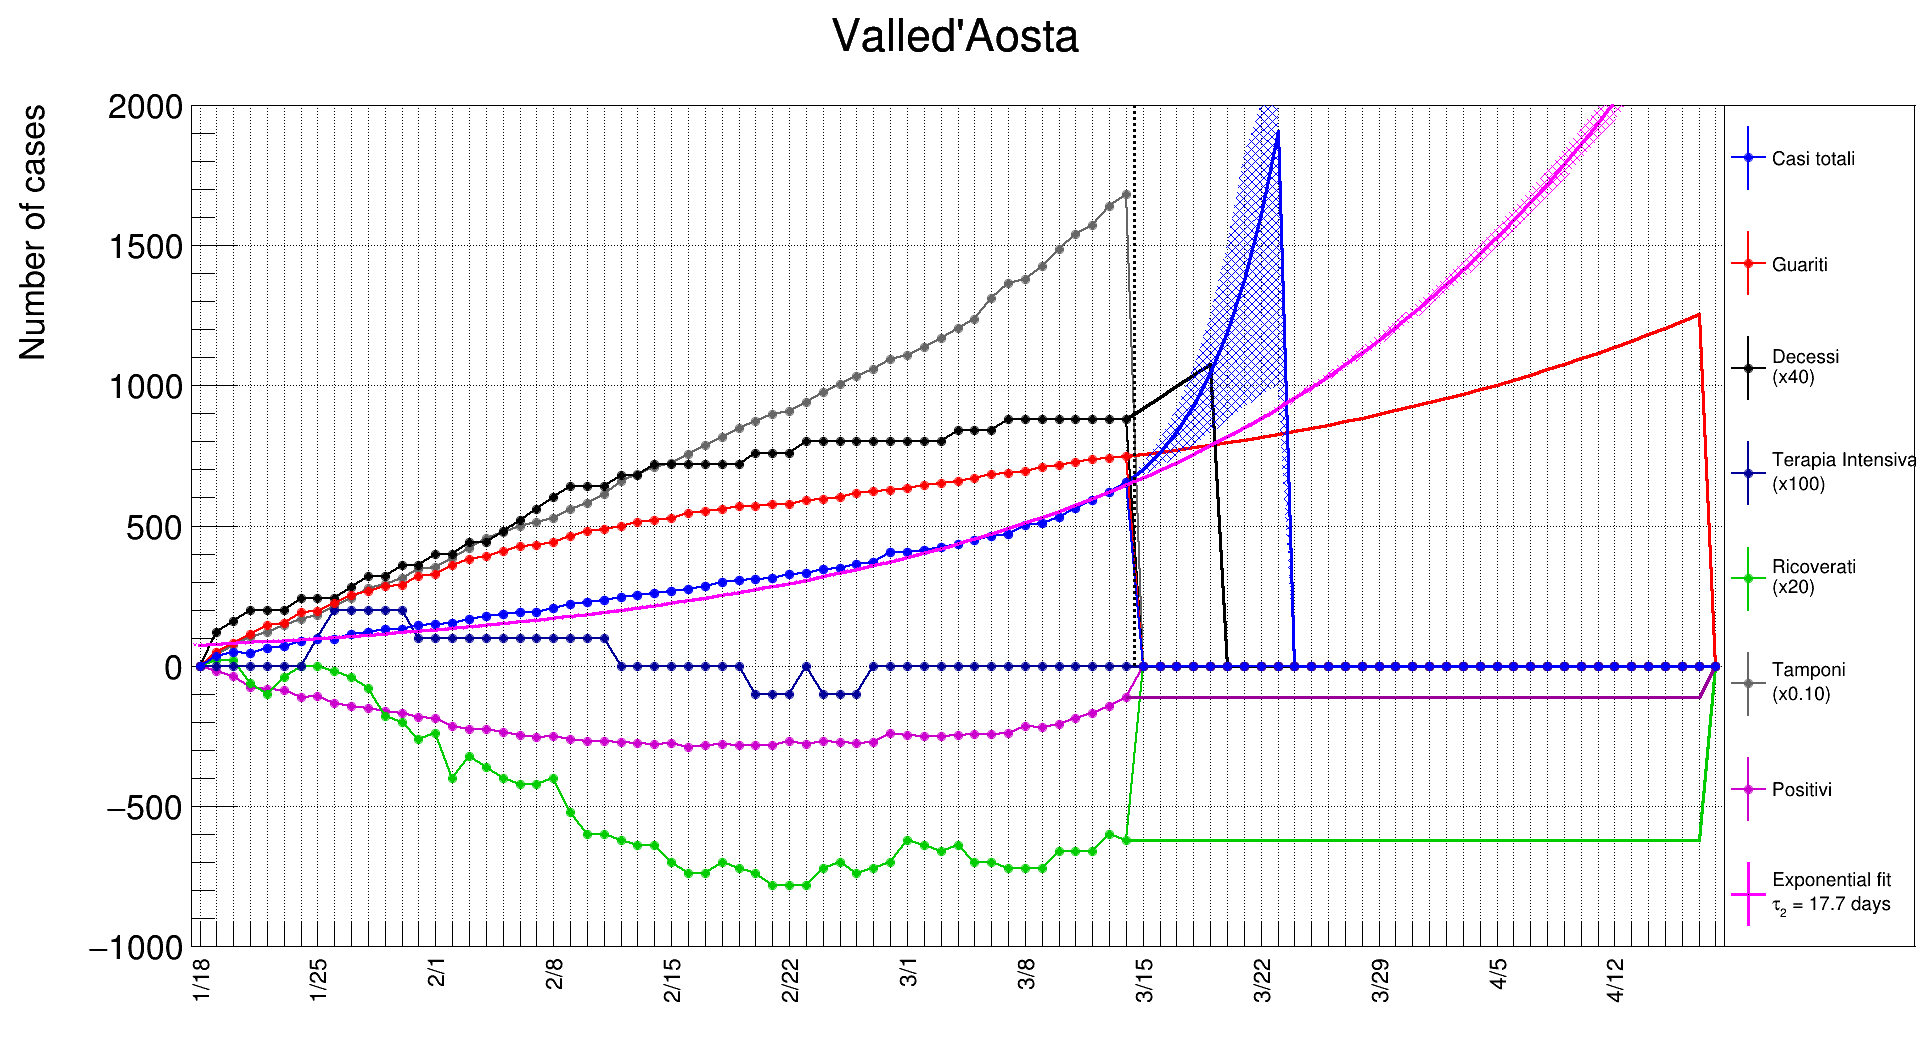 Valled'Aosta
Number of cases
2000
1500
1000
500
0
−500
−1000
1/18
1/25
2/1
2/8
2/15
2/22
3/1
3/8
3/15
3/22
3/29
4/5
4/12
Casi totali
Guariti
Decessi
(x40)
Terapia Intensiva
(x100)
Ricoverati
(x20)
Tamponi
(x0.10)
Positivi
Exponential fit
τ2 = 17.7 days